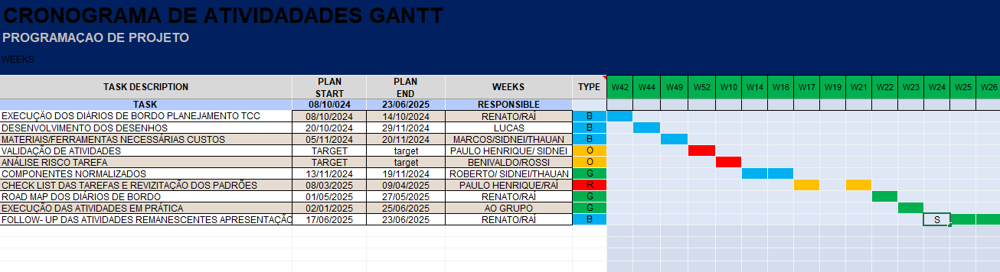 CRONOGRAMA DE ATIVIDADADES GANTT
PROGRAMAÇAO DE PROJETO
WEEKS
TASK DESCRIPTION PLAN START PLAN END WEEKS TYPE W42 W44 W49 W52 W10 W14 W16 W17 W19 W21 W22 W23 W24 W25 W26
TASK 08/10/024 23/06/2025 RESPONSIBLE
EXECUÇÃO DOS DIÁRIOS DE BORDO PLANEJAMENTO TCC 08/10/2024 14/10/2024 RENATO/RAÍ B
DESENVOLVIMENTO DOS DESENHOS 20/10/2024 29/11/2024 LUCAS B
MATERIAIS/FERRAMENTAS NECESSÁRIAS CUSTOS 05/11/2024 20/11/2024 MARCOS/SIDNEI/THAUAN B
VALIDAÇÃO DE ATIVIDADES TARGET target PAULO HENRIQUE/ SIDNEI O
ANÁLISE RISCO TAREFA TARGET target BENIVALDO/ROSSI O
COMPONENTES NORMALIZADOS 13/11/2024 19/11/2024 ROBERTO/ SIDNEI/THAUAN G
CHECK LIST DAS TAREFAS E REVIZITAÇÃO DOS PADRÕES 08/03/2025 09/04/2025 PAULO HENRIQUE/RAÍ R
ROAD MAP DOS DIÁRIOS DE BORDO 01/05/2025 27/05/2025 RENATO/RAÍ G
EXECUÇÃO DAS ATIVIDADES EM PRÁTICA 02/01/2025 25/06/2025 AO GRUPO G
FOLLOW- UP DAS ATIVIDADES REMANESCENTES APRESENTAÇÃO 17/06/2025 23/06/2025 RENATO/RAÍ B S